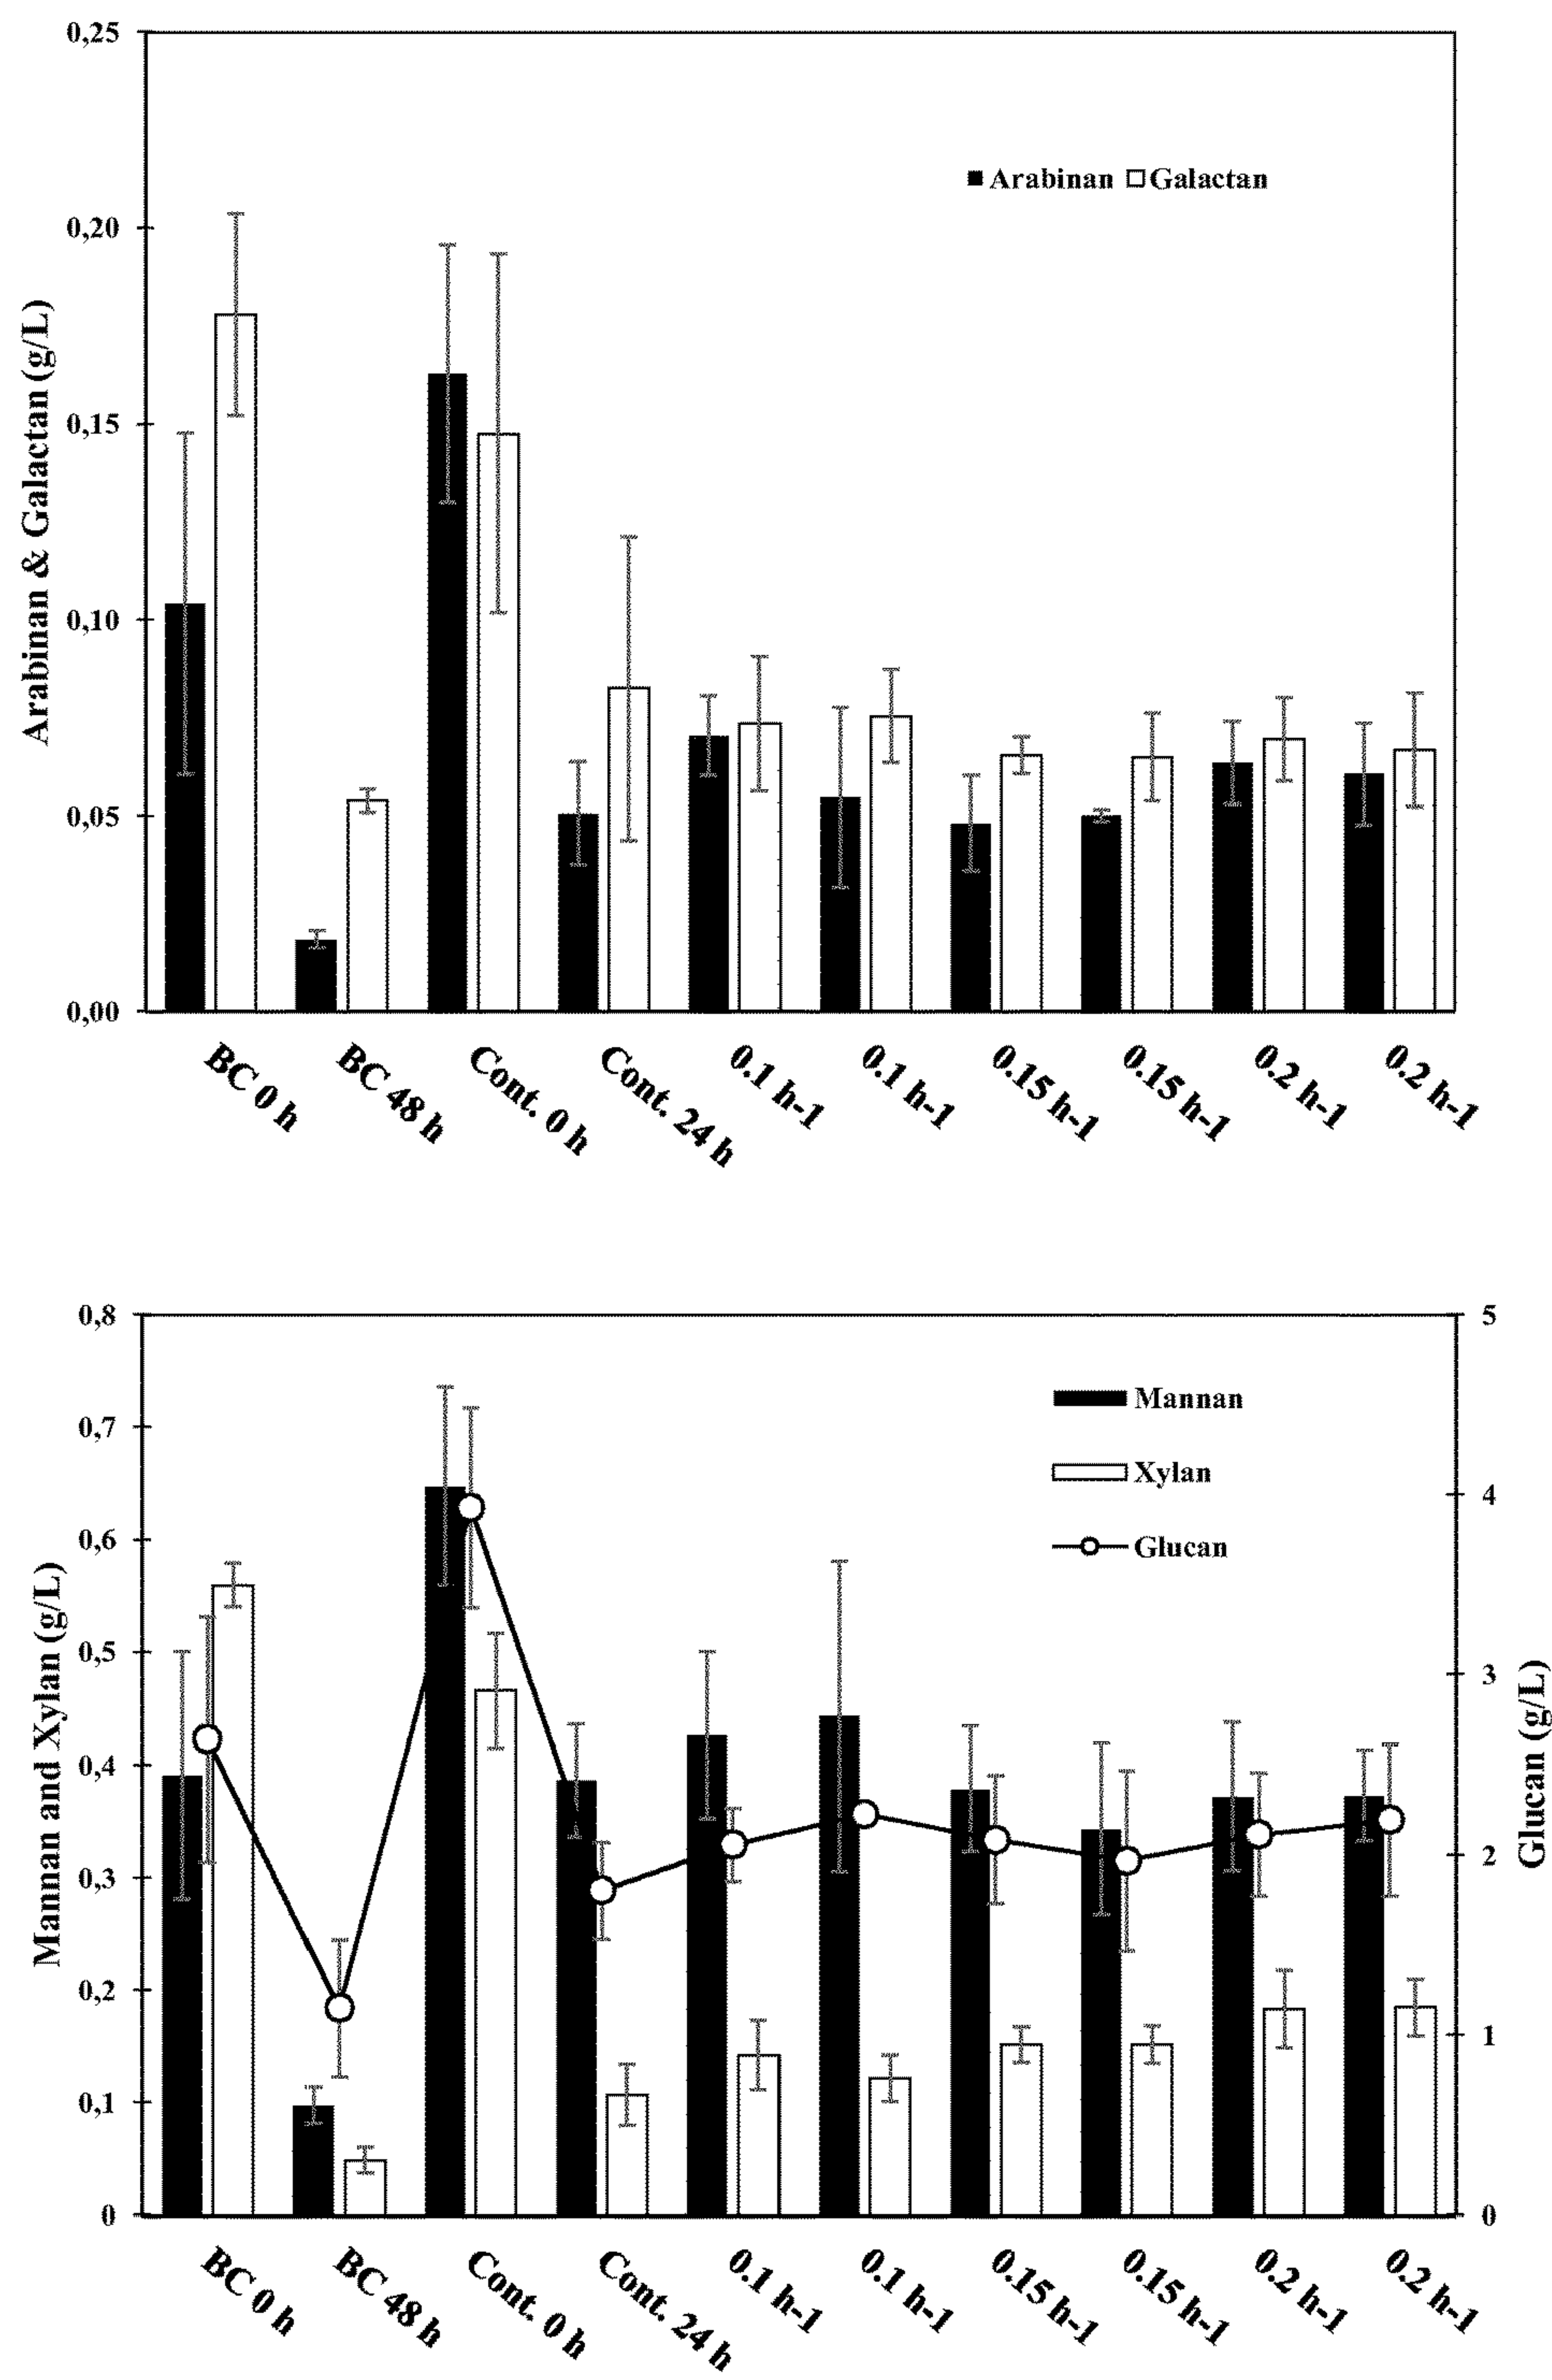 0,25
0,20
0,15
0,10
0,05
0,00
Arabinan & Galactan (g/L)
Arabinan Galactan
BC 0 h
BC 48 h
Cont. 0 h
Cont. 24 h
0.1 h-1
0.1 h-1
0.15 h-1
0.15 h-1
0.2 h-1
0.2 h-1
0,8
0,7
0,6
0,5
0,4
0,3
0,2
0,1
0
Mannan and Xylan (g/L)
Mannan
Xylan
Glucan
5
4
3
2
1
0
Glucan (g/L)
BC 0 h
BC 48 h
Cont. 0 h
Cont. 24 h
0.1 h-1
0.1 h-1
0.15 h-1
0.15 h-1
0.2 h-1
0.2 h-1